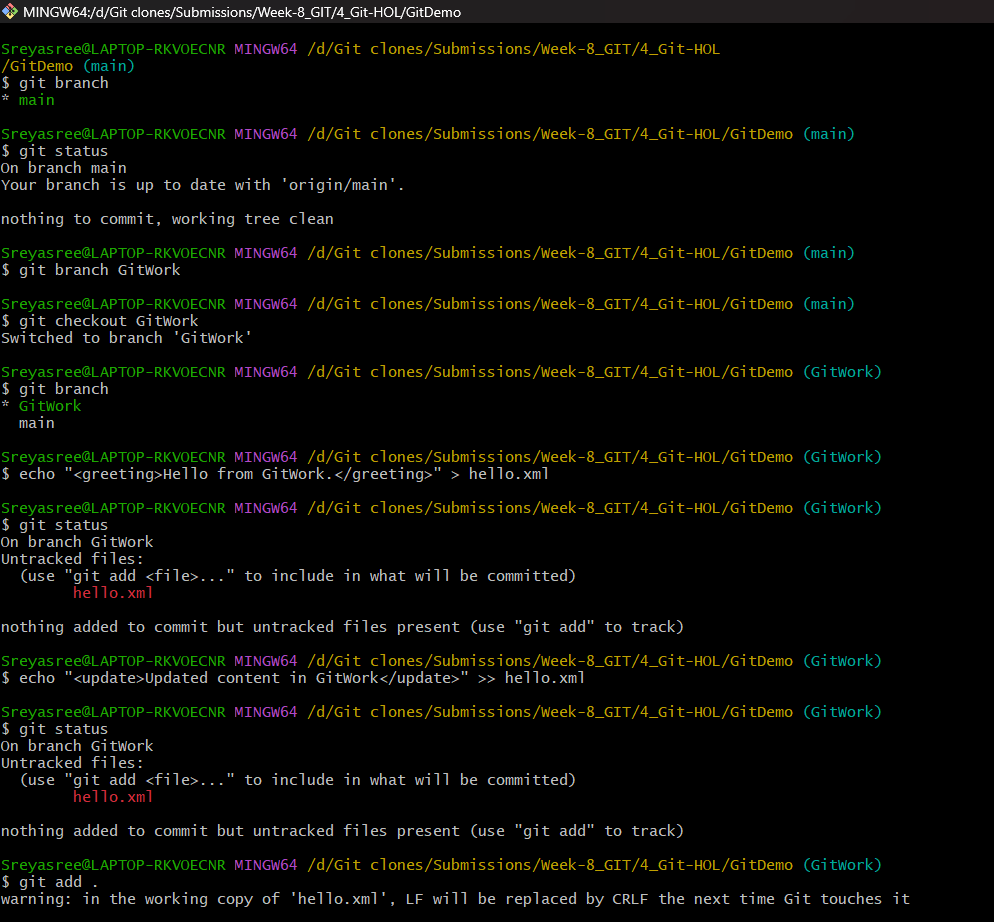 MINGW64:/d/Git clones/Submissions/Week-8_GIT/4_Git-HOL/GitDemo
Sreyasree@LAPTOP-RKVOECNR MINGW64 /d/Git clones/Submissions/Week-8_GIT/4_Git-HOL
/GitDemo (main)
$ git branch
* main
Sreyasree@LAPTOP-RKVOECNR MINGW64 /d/Git clones/Submissions/Week-8_GIT/4_Git-HOL/GitDemo (main)
$ git status
On branch main
Your branch is up to date with 'origin/main'.
nothing to commit, working tree clean
Sreyasree@LAPTOP-RKVOECNR MINGW64 /d/Git clones/Submissions/Week-8_GIT/4_Git-HOL/GitDemo (main)
$ git branch GitWork
Sreyasree@LAPTOP-RKVOECNR MINGW64 /d/Git clones/Submissions/Week-8_GIT/4_Git-HOL/GitDemo (main)
$ git checkout GitWork
Switched to branch 'GitWork'
Sreyasree@LAPTOP-RKVOECNR MINGW64 /d/Git clones/Submissions/Week-8_GIT/4_Git-HOL/GitDemo (GitWork)
$ git branch
* GitWork
  main
Sreyasree@LAPTOP-RKVOECNR MINGW64 /d/Git clones/Submissions/Week-8_GIT/4_Git-HOL/GitDemo (GitWork)
$ echo "<greeting>Hello from GitWork.</greeting>" > hello.xml
Sreyasree@LAPTOP-RKVOECNR MINGW64 /d/Git clones/Submissions/Week-8_GIT/4_Git-HOL/GitDemo (GitWork)
$ git status
On branch GitWork
Untracked files:
  (use "git add <file>..." to include in what will be committed)
        hello.xml
nothing added to commit but untracked files present (use "git add" to track)
Sreyasree@LAPTOP-RKVOECNR MINGW64 /d/Git clones/Submissions/Week-8_GIT/4_Git-HOL/GitDemo (GitWork)
$ echo "<update>Updated content in GitWork</update>" >> hello.xml
Sreyasree@LAPTOP-RKVOECNR MINGW64 /d/Git clones/Submissions/Week-8_GIT/4_Git-HOL/GitDemo (GitWork)
$ git status
On branch GitWork
Untracked files:
  (use "git add <file>..." to include in what will be committed)
        hello.xml
nothing added to commit but untracked files present (use "git add" to track)
Sreyasree@LAPTOP-RKVOECNR MINGW64 /d/Git clones/Submissions/Week-8_GIT/4_Git-HOL/GitDemo (GitWork)
$ git add .
warning: in the working copy of 'hello.xml', LF will be replaced by CRLF the next time Git touches it